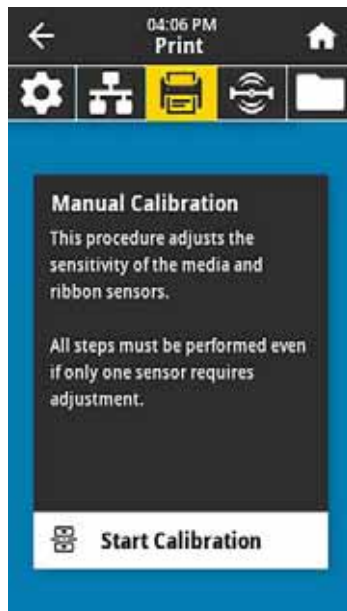 04:06 PM
Print
Manual Calibration
This procedure adjusts the
sensitivity of the media and
ribbon sensors.
All steps must be performed even
if only one sensor requires
adjustment.
Start Calibration